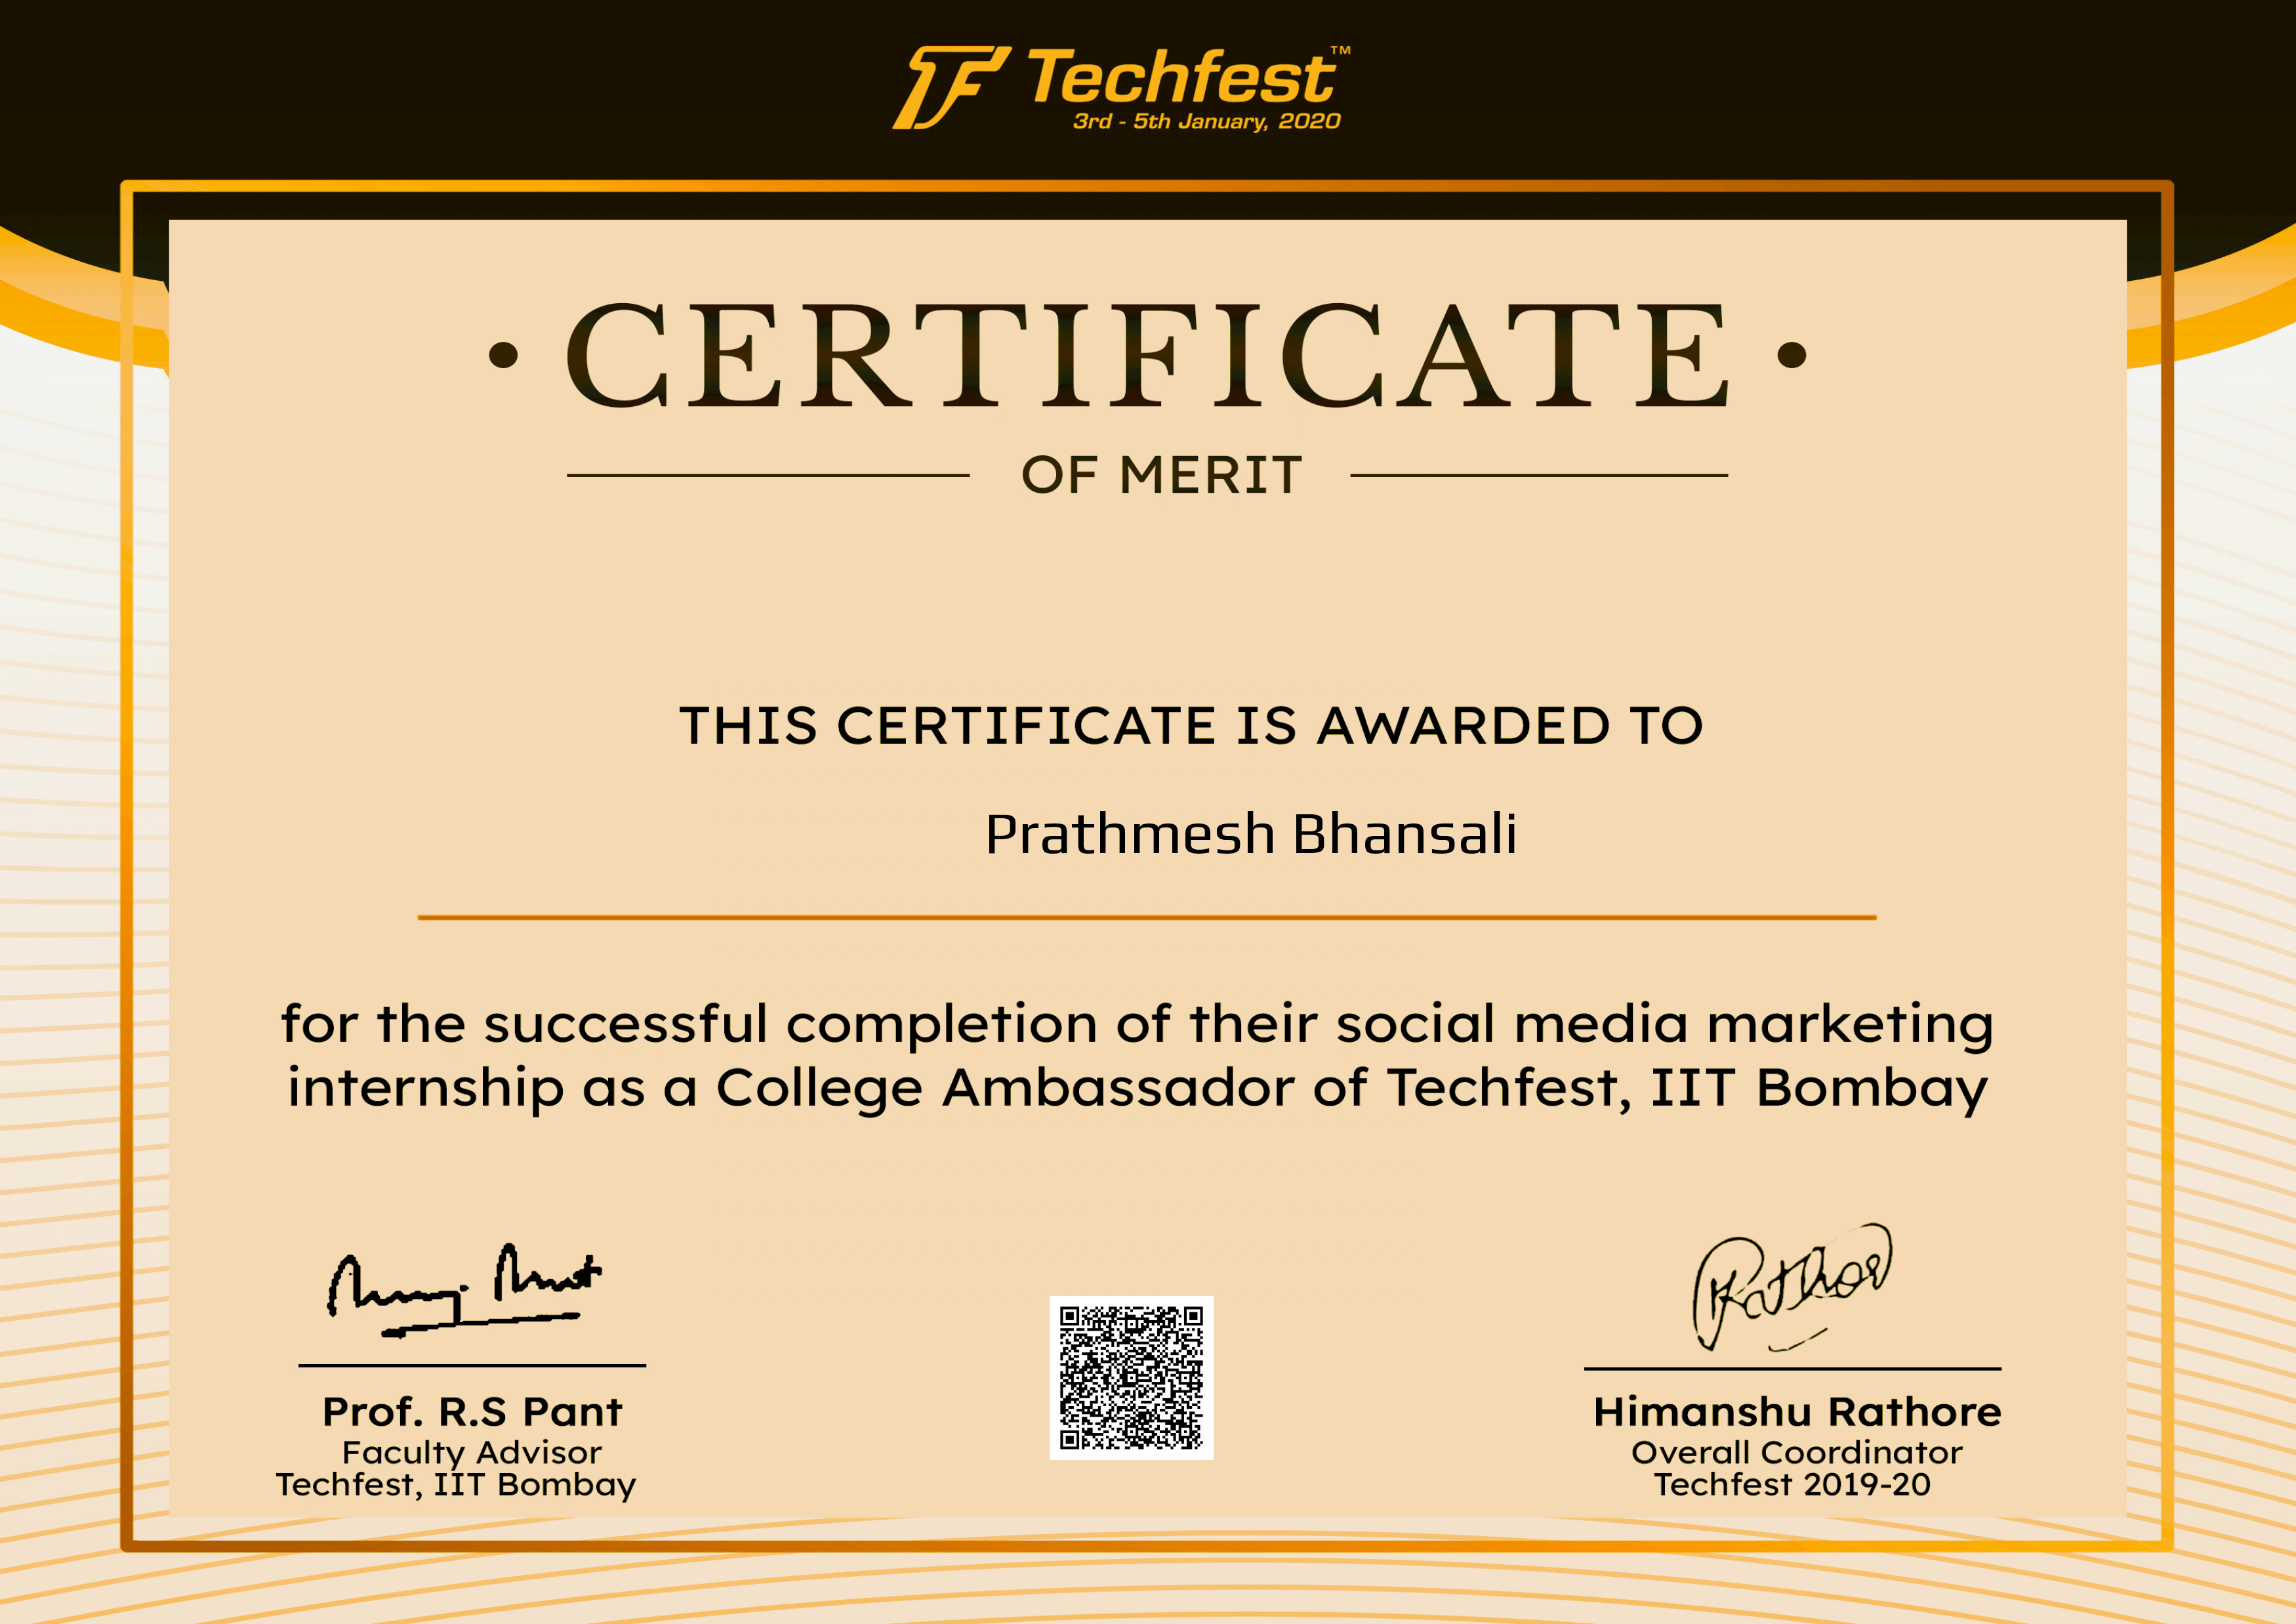 TF Techfest™
3rd - 5th January, 2020
• CERTIFICATE •
OF MERIT
THIS CERTIFICATE IS AWARDED TO
Prathmesh Bhansali
for the successful completion of their social media marketing
internship as a College Ambassador of Techfest, IIT Bombay
Rathor
Prof. R.S Pant
Faculty Advisor
Techfest, IIT Bombay
Himanshu Rathore
Overall Coordinator
Techfest 2019-20